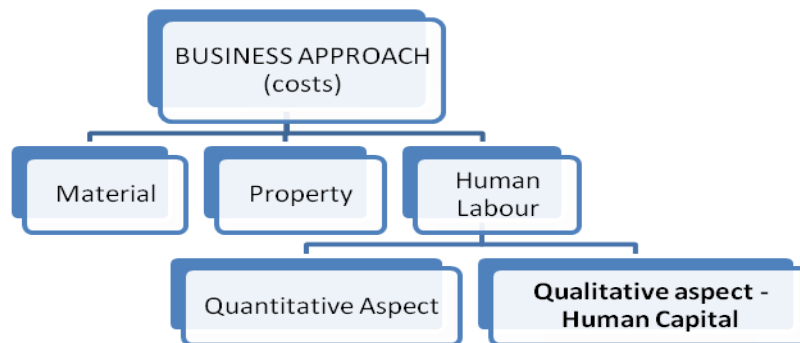 BUSINESS APPROACH
(costs)
Material
Property
Human
Labour
Quantitative Aspect
Qualitative aspect -
Human Capital